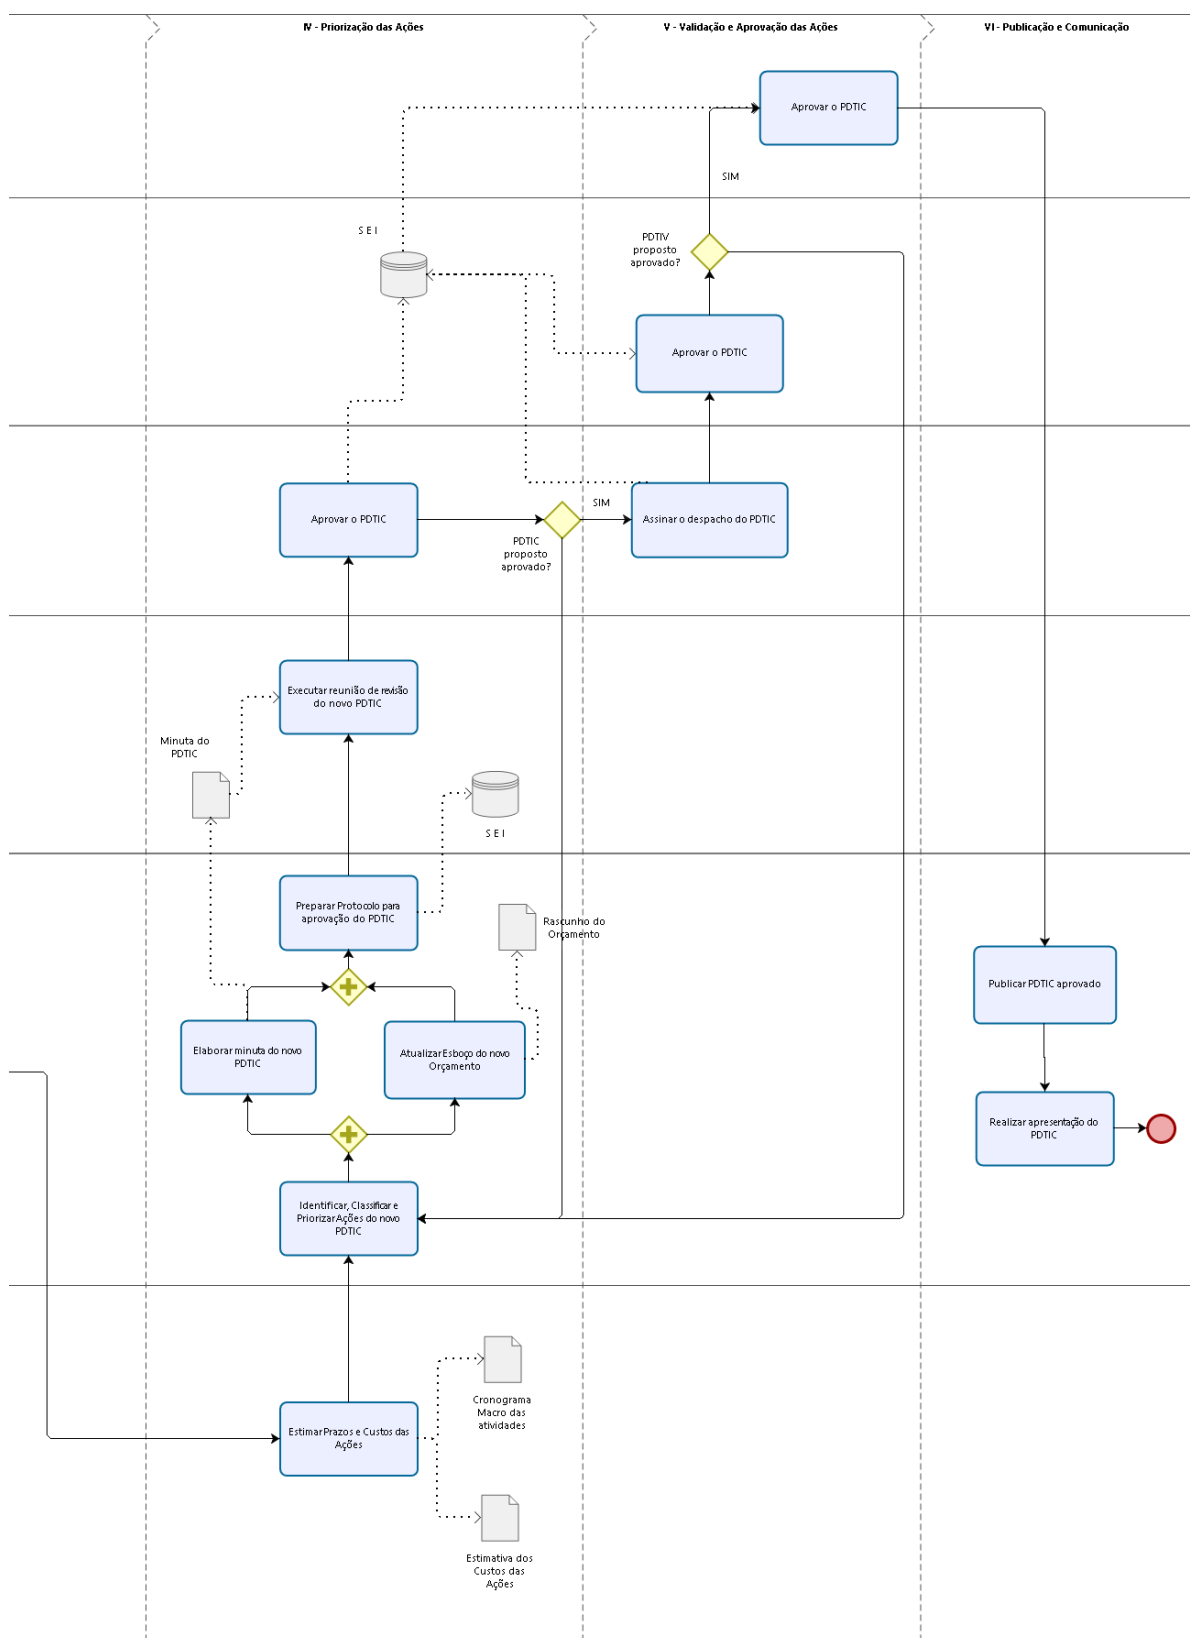 IV - Priorização das Ações
V - Validação e Aprovação das Ações
VI - Publicação e Comunicação
Aprovar o PDTIC
SIM
S E I
PDTIV
proposto
aprovado?
Aprovar o PDTIC
Aprovar o PDTIC
SIM
PDTIC
proposto
aprovado?
Assinar o despacho do PDTIC
Executar reunião de revisão
do novo PDTIC
Minuta do
PDTIC
S E I
Preparar Protocolo para
aprovação do PDTIC
Rascunho do
Orçamento
Publicar PDTIC aprovado
Elaborar minuta do novo
PDTIC
Atualizar Esboço do novo
Orçamento
Realizar apresentação do
PDTIC
Identificar, Classificar e
Priorizar Ações do novo
PDTIC
Cronograma
Macro das
atividades
Estimar Prazos e Custos das
Ações
Estimativa dos
Custos das
Ações